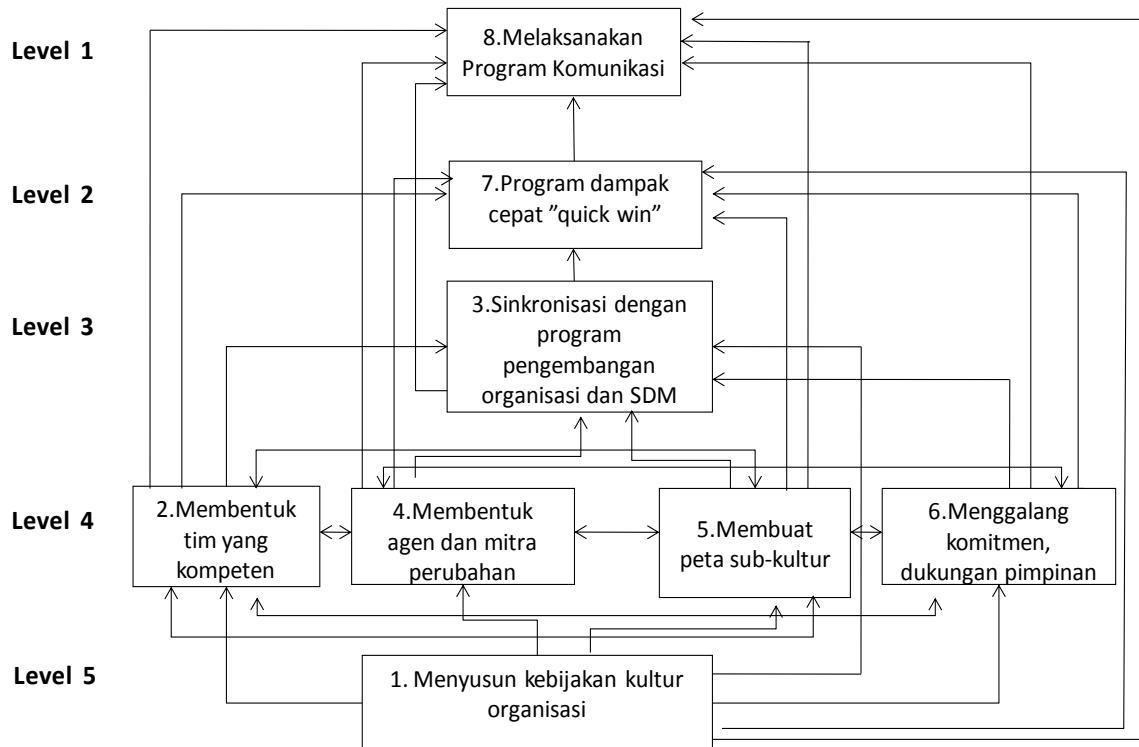 Level 1
8.Melaksanakan
Program Komunikasi
Level 2
7.Program dampak
cepat ”quick win”
Level 3
3.Sinkronisasi dengan
program
pengembangan
organisasi dan SDM
Level 4
2.Membentuk
tim yang
kompeten
4.Membentuk
agen dan mitra
perubahan
5.Membuat
peta sub-kultur
6.Menggalang
komitmen,
dukungan pimpinan
Level 5
1. Menyusun kebijakan kultur
organisasi